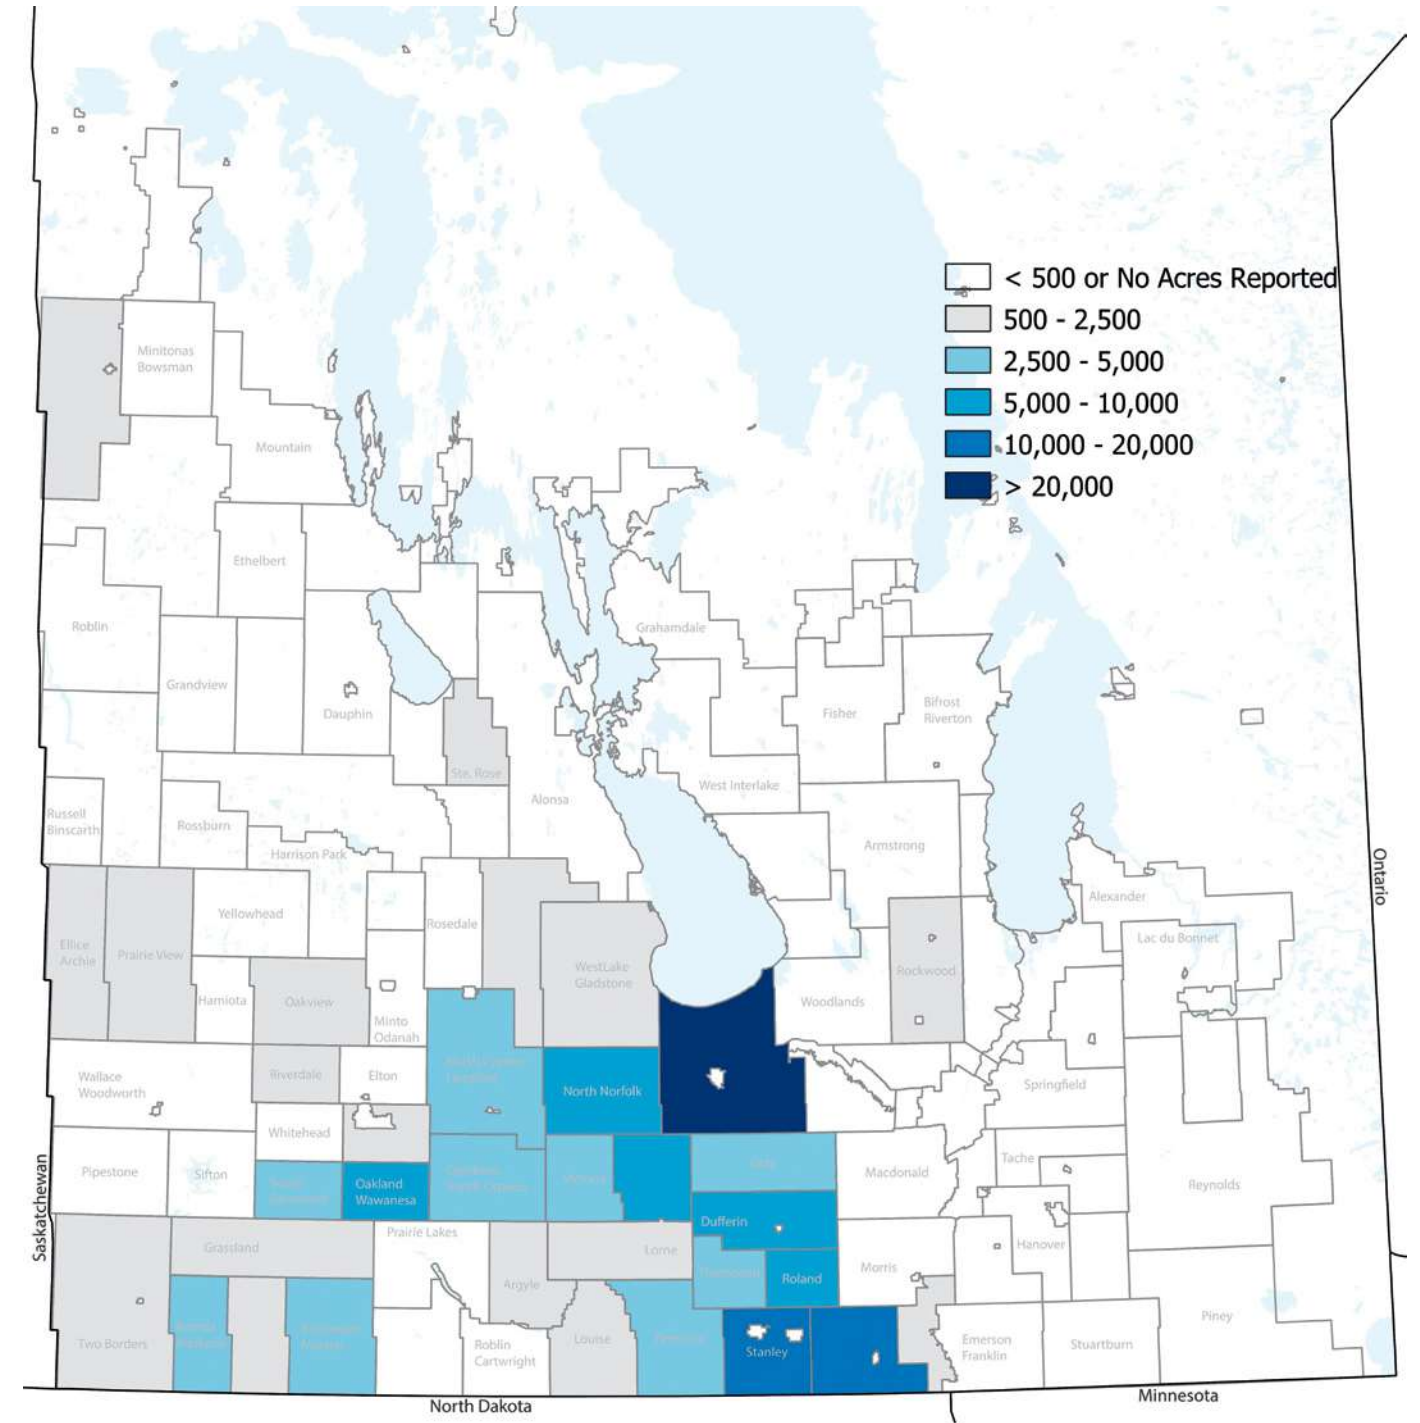 < 500 or No Acres Reported
500 - 2,500
2,500 - 5,000
5,000 - 10,000
10,000 - 20,000
> 20,000
Minitonas
Bowsman
Mountain
Ethelbert
Roblin
Grahamdale
Grandview
Dauphin
Fisher
Bifrost
Riverton
Ste. Rose
Alonsa
West Interlake
Russell
Binscarth
Rossburn
Harrison Park
Armstrong
Ontario
Alexander
Yellowhead
Rosedale
Ellice
Archie
Prairie View
WestLake
Gladstone
Rockwood
Lac du Bonnet
Hamiota
Oakview
Woodlands
Minto
Odanah
Wallace
Woodworth
Riverdale
Elton
North Norfolk
Springfield
Whitehead
Pipestone
Sifton
Oakland
Wawanesa
Macdonald
Tache
Reynolds
Saskatchewan
Grassland
Prairie Lakes
Dufferin
Lorne
Hanover
Argyle
Roland
Morris
Two Borders
Roblin
Cartwright
Louise
Stanley
Emerson
Franklin
Stuartburn
Piney
North Dakota
Minnesota